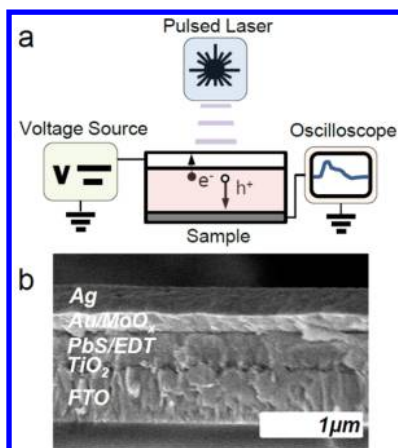 a
Pulsed Laser
Voltage Source
Oscilloscope
V
e⁻
h⁺
Sample
b
Ag
Au/MoOₓ
PbS/EDT
TiO₂
FTO
1μm